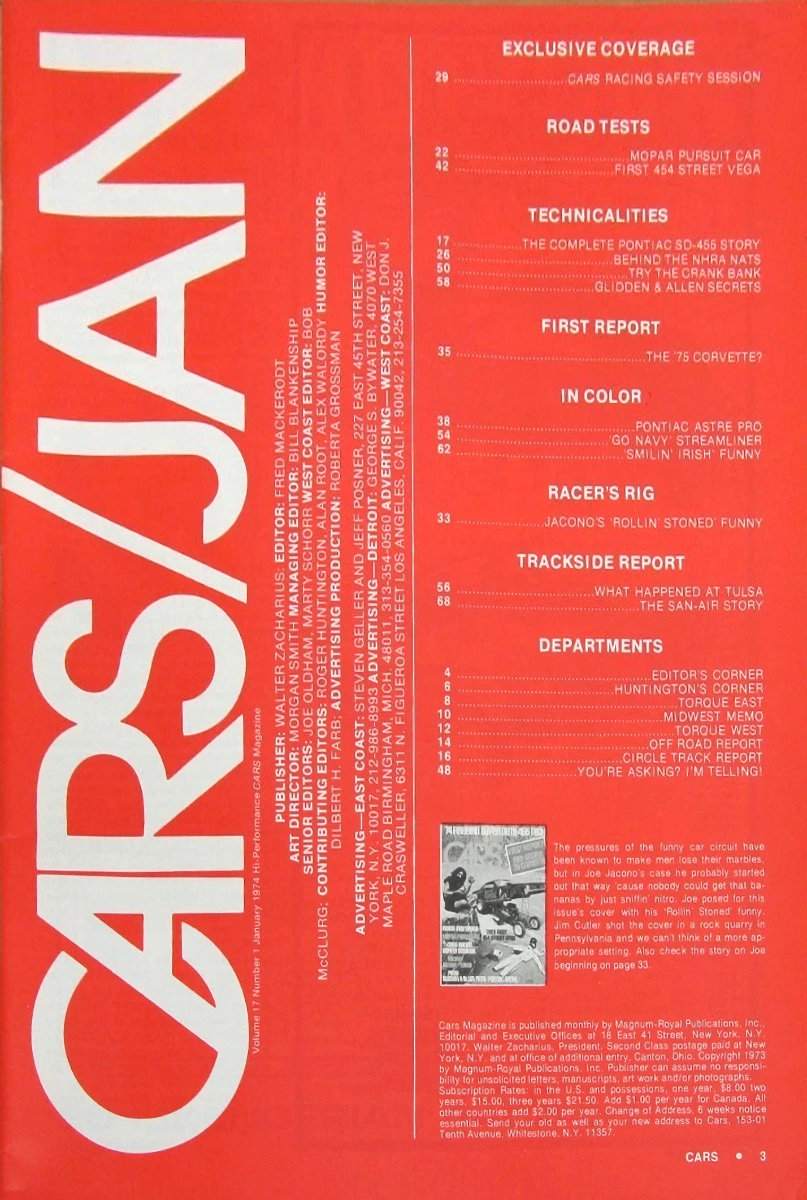 CARS/JAN
Volume 17 Number 1 January 1974 Hi-Performance CARS Magazine
PUBLISHER: WALTER ZACHARIUS: EDITOR: FRED MACKERODT
ART DIRECTOR: MORGAN SMITH MANAGING EDITOR: BILL BLANKENSHIP
SENIOR EDITORS: JOE OLDHAM, MARTY SCHORR WEST COAST EDITOR: BOB
McCLURG; CONTRIBUTING EDITORS: ROGER HUNTINGTON, ALAN ROOT, ALEX WALORDY HUMOR EDITOR:
DILBERT H. FARB; ADVERTISING PRODUCTION: ROBERTA GROSSMAN
ADVERTISING—EAST COAST: STEVEN GELLER AND JEFF POSNER, 227 EAST 45TH STREET, NEW
YORK, N.Y. 10017, 212-986-8993 ADVERTISING—DETROIT: GEORGE S. BYWATER, 4070 WEST
MAPLE ROAD BIRMINGHAM, MICH. 48011, 313-354-0560 ADVERTISING—WEST COAST: DON J.
CRASWELLER, 6311 N. FIGUEROA STREET LOS ANGELES, CALIF. 90042, 213-254-7355
EXCLUSIVE COVERAGE
29 ..........CARS RACING SAFETY SESSION
ROAD TESTS
22 ..........MOPAR PURSUIT CAR
42 ..........FIRST 454 STREET VEGA
TECHNICALITIES
17 ..........THE COMPLETE PONTIAC SD-455 STORY
26 ..........BEHIND THE NHRA NATS
50 ..........TRY THE CRANK BANK
58 ..........GLIDDEN & ALLEN SECRETS
FIRST REPORT
35 ..........THE '75 CORVETTE?
IN COLOR
38 ..........PONTIAC ASTRE PRO
54 ..........'GO NAVY' STREAMLINER
62 ..........'SMILIN' IRISH' FUNNY
RACER'S RIG
33 ..........JACONO'S 'ROLLIN' STONED' FUNNY
TRACKSIDE REPORT
56 ..........WHAT HAPPENED AT TULSA
68 ..........THE SAN-AIR STORY
DEPARTMENTS
4 ..........EDITOR'S CORNER
6 ..........HUNTINGTON'S CORNER
8 ..........TORQUE EAST
10 ..........MIDWEST MEMO
12 ..........TORQUE WEST
14 ..........OFF ROAD REPORT
16 ..........CIRCLE TRACK REPORT
48 ..........YOU'RE ASKING? I'M TELLING!
'74 FIREBIRD SUPER DUTY 455
The pressures of the funny car circuit have
been known to make men lose their marbles,
but in Joe Jacono's case he probably started
out that way 'cause nobody could get that ba-
nanas by just sniffin' nitro. Joe posed for this
issue's cover with his 'Rollin' Stoned' funny.
Jim Cutler shot the cover in a rock quarry in
Pennsylvania and we can't think of a more ap-
propriate setting. Also check the story on Joe
beginning on page 33.
Cars Magazine is published monthly by Magnum-Royal Publications, Inc.,
Editorial and Executive Offices at 18 East 41 Street, New York, N.Y.
10017. Walter Zacharius, President. Second Class postage paid at New
York, N.Y. and at office of additional entry, Canton, Ohio. Copyright 1973
by Magnum-Royal Publications, Inc. Publisher can assume no responsi-
bility for unsolicited letters, manuscripts, art work and/or photographs.
Subscription Rates: in the U.S. and possessions, one year, $8.00 two
years, $15.00, three years $21.50. Add $1.00 per year for Canada. All
other countries add $2.00 per year. Change of Address: 6 weeks notice
essential. Send your old as well as your new address to Cars, 153-01
Tenth Avenue, Whitestone, N.Y. 11357.
CARS • 3